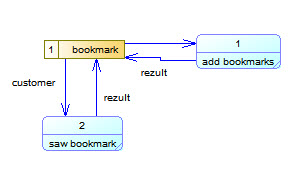 1 bookmark
1
add bookmarks
rezult
customer
rezult
2
saw bookmark